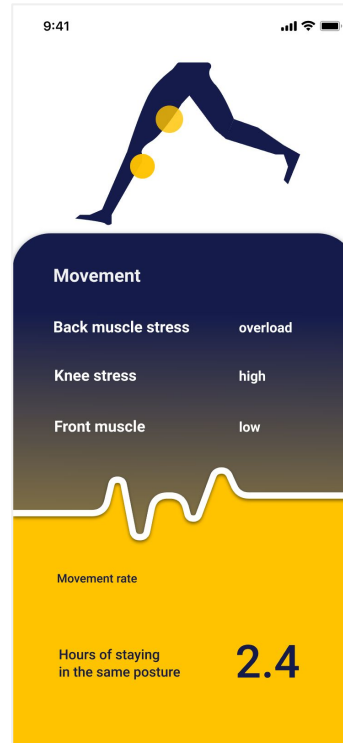 9:41
Movement
Back muscle stress overload
Knee stress high
Front muscle low
Movement rate
Hours of staying
in the same posture
2.4